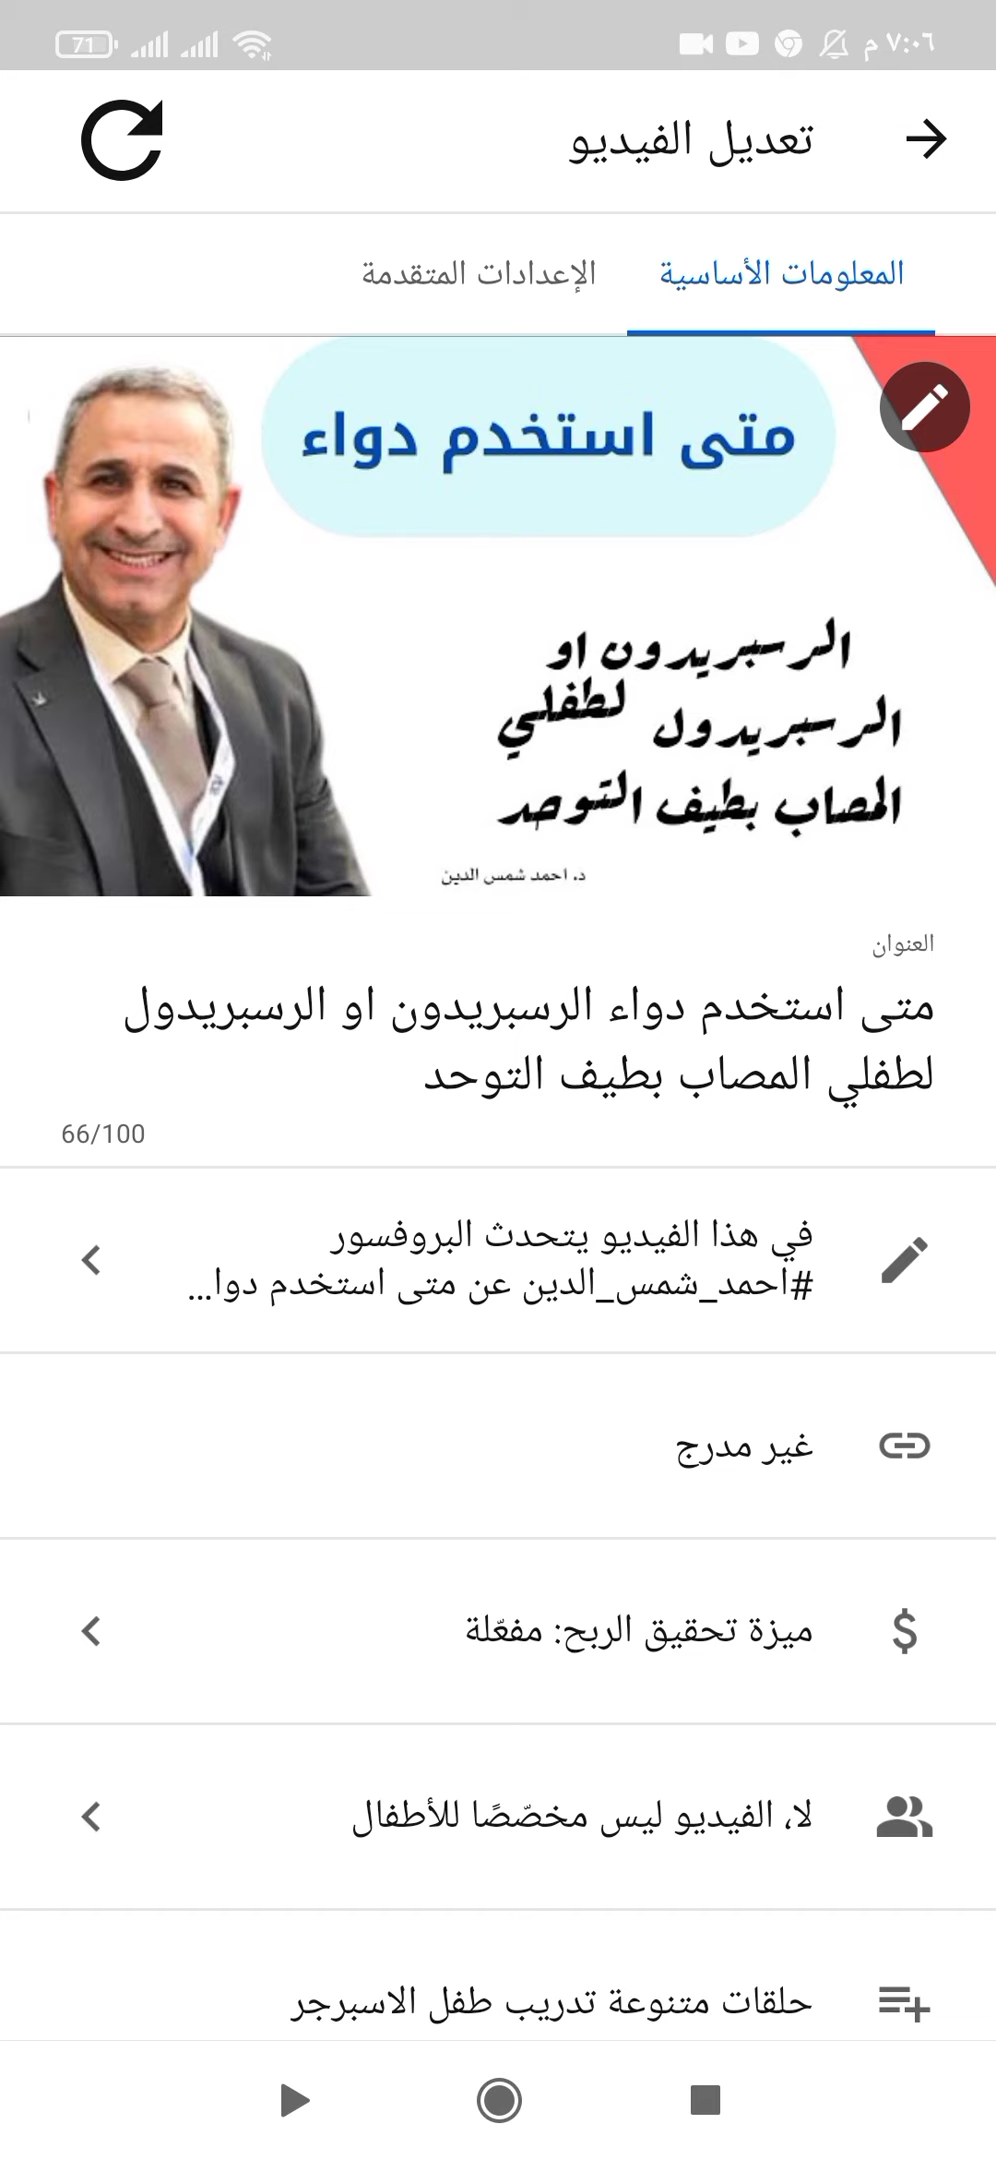 71
٧:٠٦ م
تعديل الفيديو
المعلومات الأساسية
الإعدادات المتقدمة
متى استخدم دواء
الرسبريدون او
الرسبريدول لطفلي
المصاب بطيف التوحد
د. احمد شمس الدين
العنوان
متى استخدم دواء الرسبريدون او الرسبريدول
لطفلي المصاب بطيف التوحد
66/100
في هذا الفيديو يتحدث البروفسور
#احمد_شمس_الدين عن متى استخدم دوا...
غير مدرج
ميزة تحقيق الربح: مفعّلة
لا، الفيديو ليس مخصّصًا للأطفال
حلقات متنوعة تدريب طفل الاسبرجر